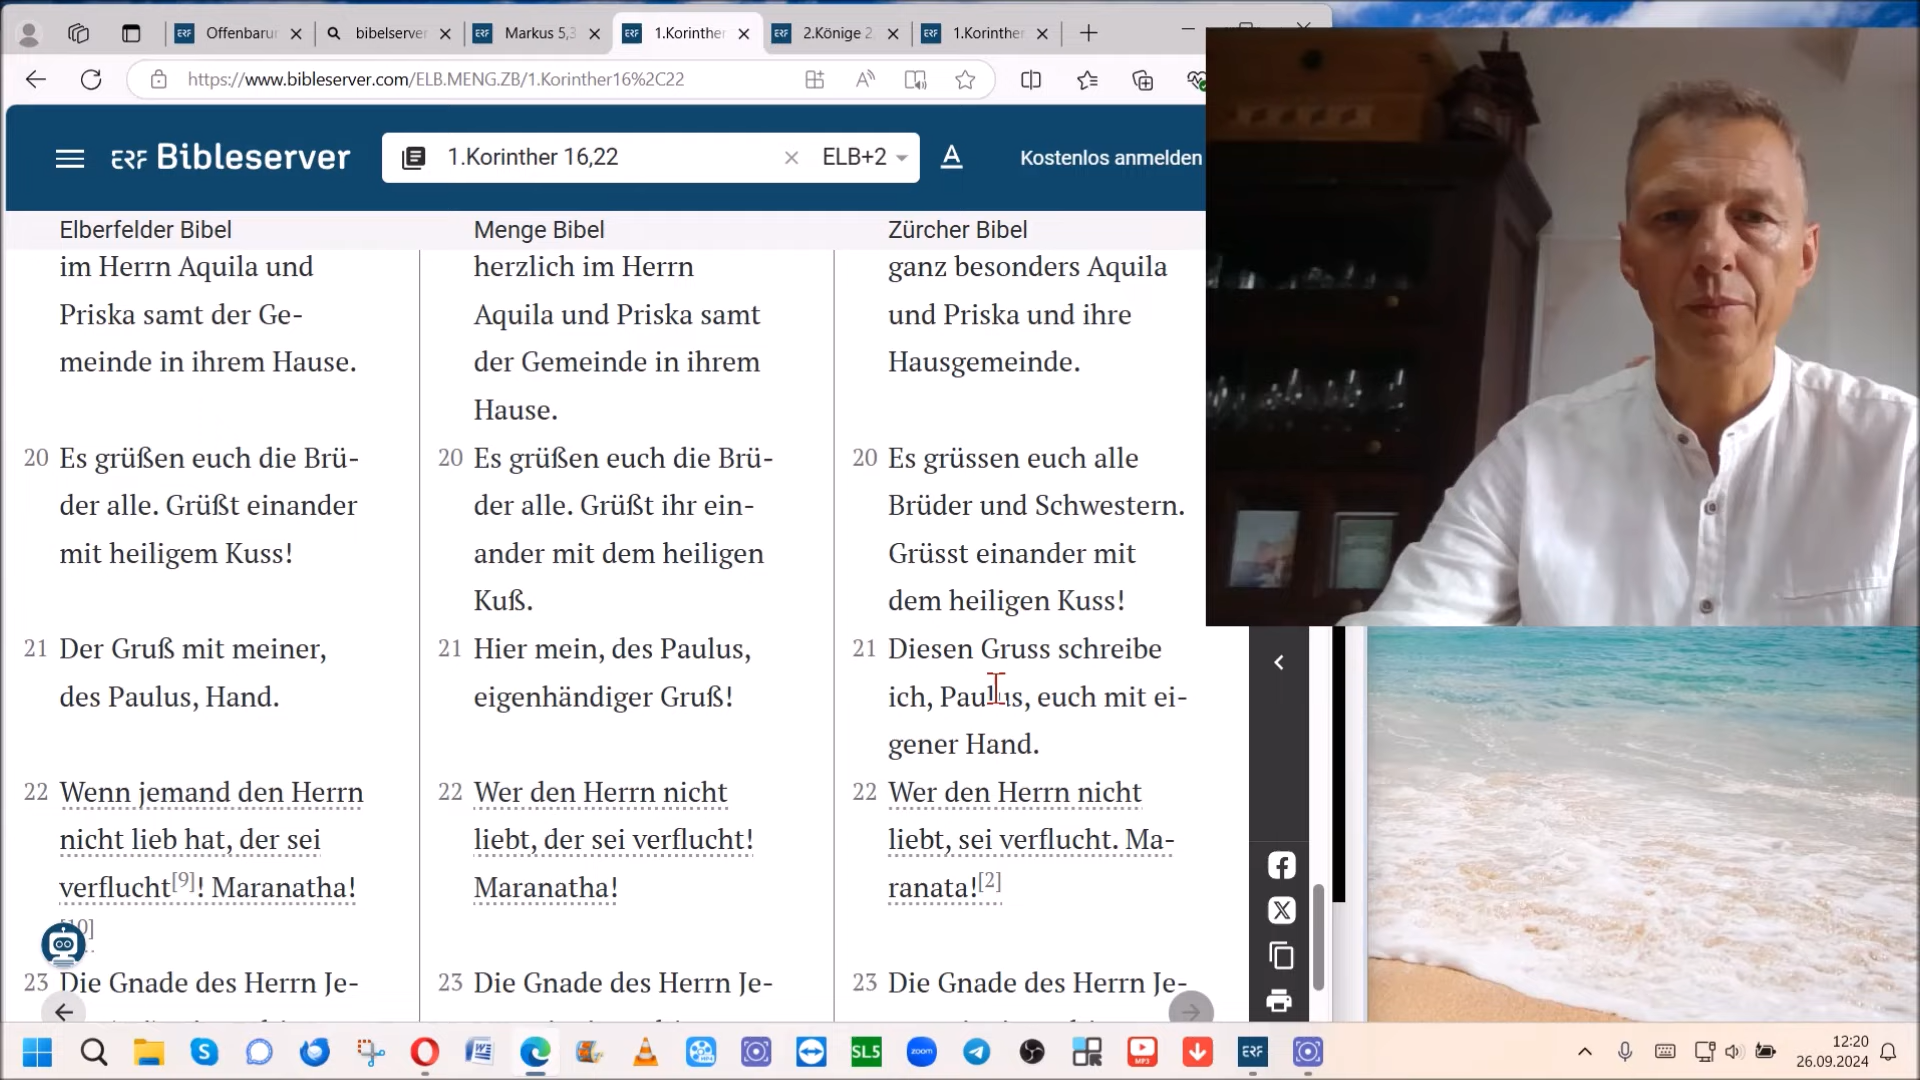 Offenbaru
bibelserver
Markus 5,3
1.Korinther
2.Könige 2
1.Korinther
https://www.bibleserver.com/ELB.MENG.ZB/1.Korinther16%2C22
ERF Bibleserver
1.Korinther 16,22
ELB+2
Kostenlos anmelden
Elberfelder Bibel
im Herrn Aquila und
Priska samt der Ge-
meinde in ihrem Hause.
20 Es grüßen euch die Brü-
der alle. Grüßt einander
mit heiligem Kuss!
21 Der Gruß mit meiner,
des Paulus, Hand.
22 Wenn jemand den Herrn
nicht lieb hat, der sei
verflucht[9]! Maranatha!
[10]
23 Die Gnade des Herrn Je-
Menge Bibel
herzlich im Herrn
Aquila und Priska samt
der Gemeinde in ihrem
Hause.
20 Es grüßen euch die Brü-
der alle. Grüßt ihr ein-
ander mit dem heiligen
Kuß.
21 Hier mein, des Paulus,
eigenhändiger Gruß!
22 Wer den Herrn nicht
liebt, der sei verflucht!
Maranatha!
23 Die Gnade des Herrn Je-
Zürcher Bibel
ganz besonders Aquila
und Priska und ihre
Hausgemeinde.
20 Es grüssen euch alle
Brüder und Schwestern.
Grüsst einander mit
dem heiligen Kuss!
21 Diesen Gruss schreibe
ich, Paulus, euch mit ei-
gener Hand.
22 Wer den Herrn nicht
liebt, sei verflucht. Ma-
ranata![2]
23 Die Gnade des Herrn Je-
SL5
zoom
MP3
ERF
12:20
26.09.2024